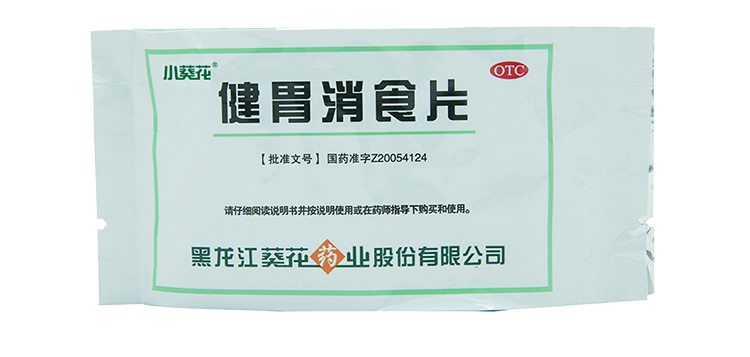 小葵花®
OTC
健胃消食片
【批准文号】国药准字Z20054124
请仔细阅读说明书并按说明使用或在药师指导下购买和使用。
黑龙江葵花药业股份有限公司